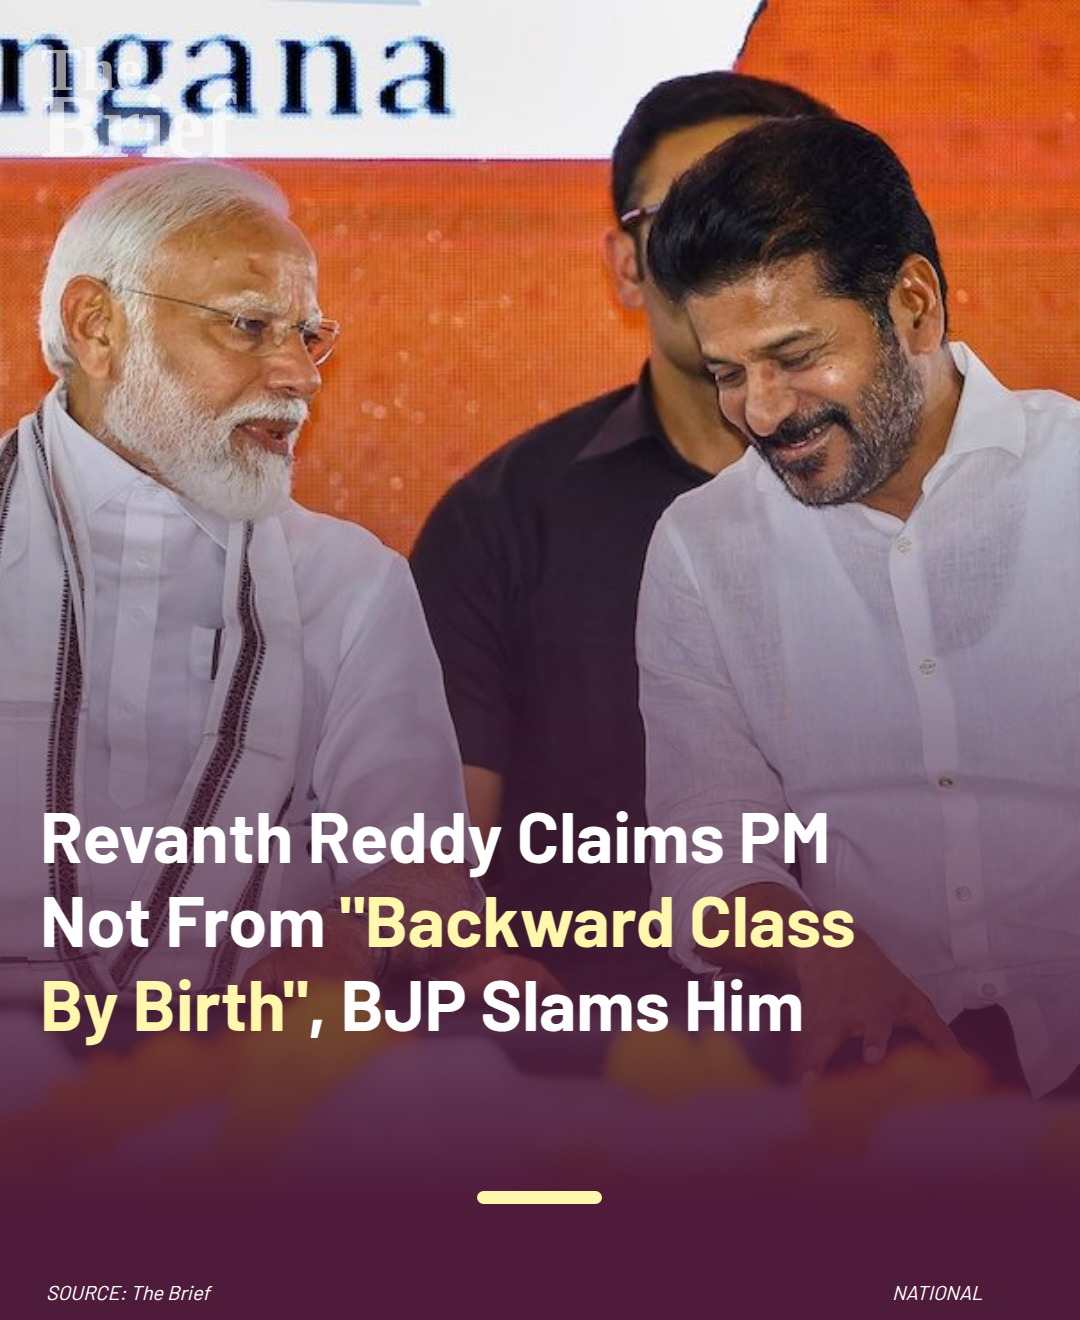 ngana
The
Brief
Revanth Reddy Claims PM
Not From "Backward Class
By Birth", BJP Slams Him
SOURCE: The Brief
NATIONAL